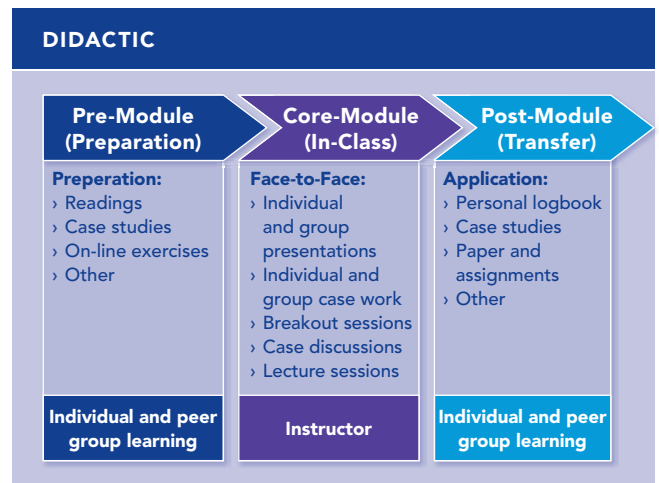 DIDACTIC
Pre-Module
(Preparation)
Core-Module
(In-Class)
Post-Module
(Transfer)
Preperation:
› Readings
› Case studies
› On-line exercises
› Other
Face-to-Face:
› Individual
and group
presentations
› Individual and
group case work
› Breakout sessions
› Case discussions
› Lecture sessions
Application:
› Personal logbook
› Case studies
› Paper and
assignments
› Other
Individual and peer
group learning
Instructor
Individual and peer
group learning